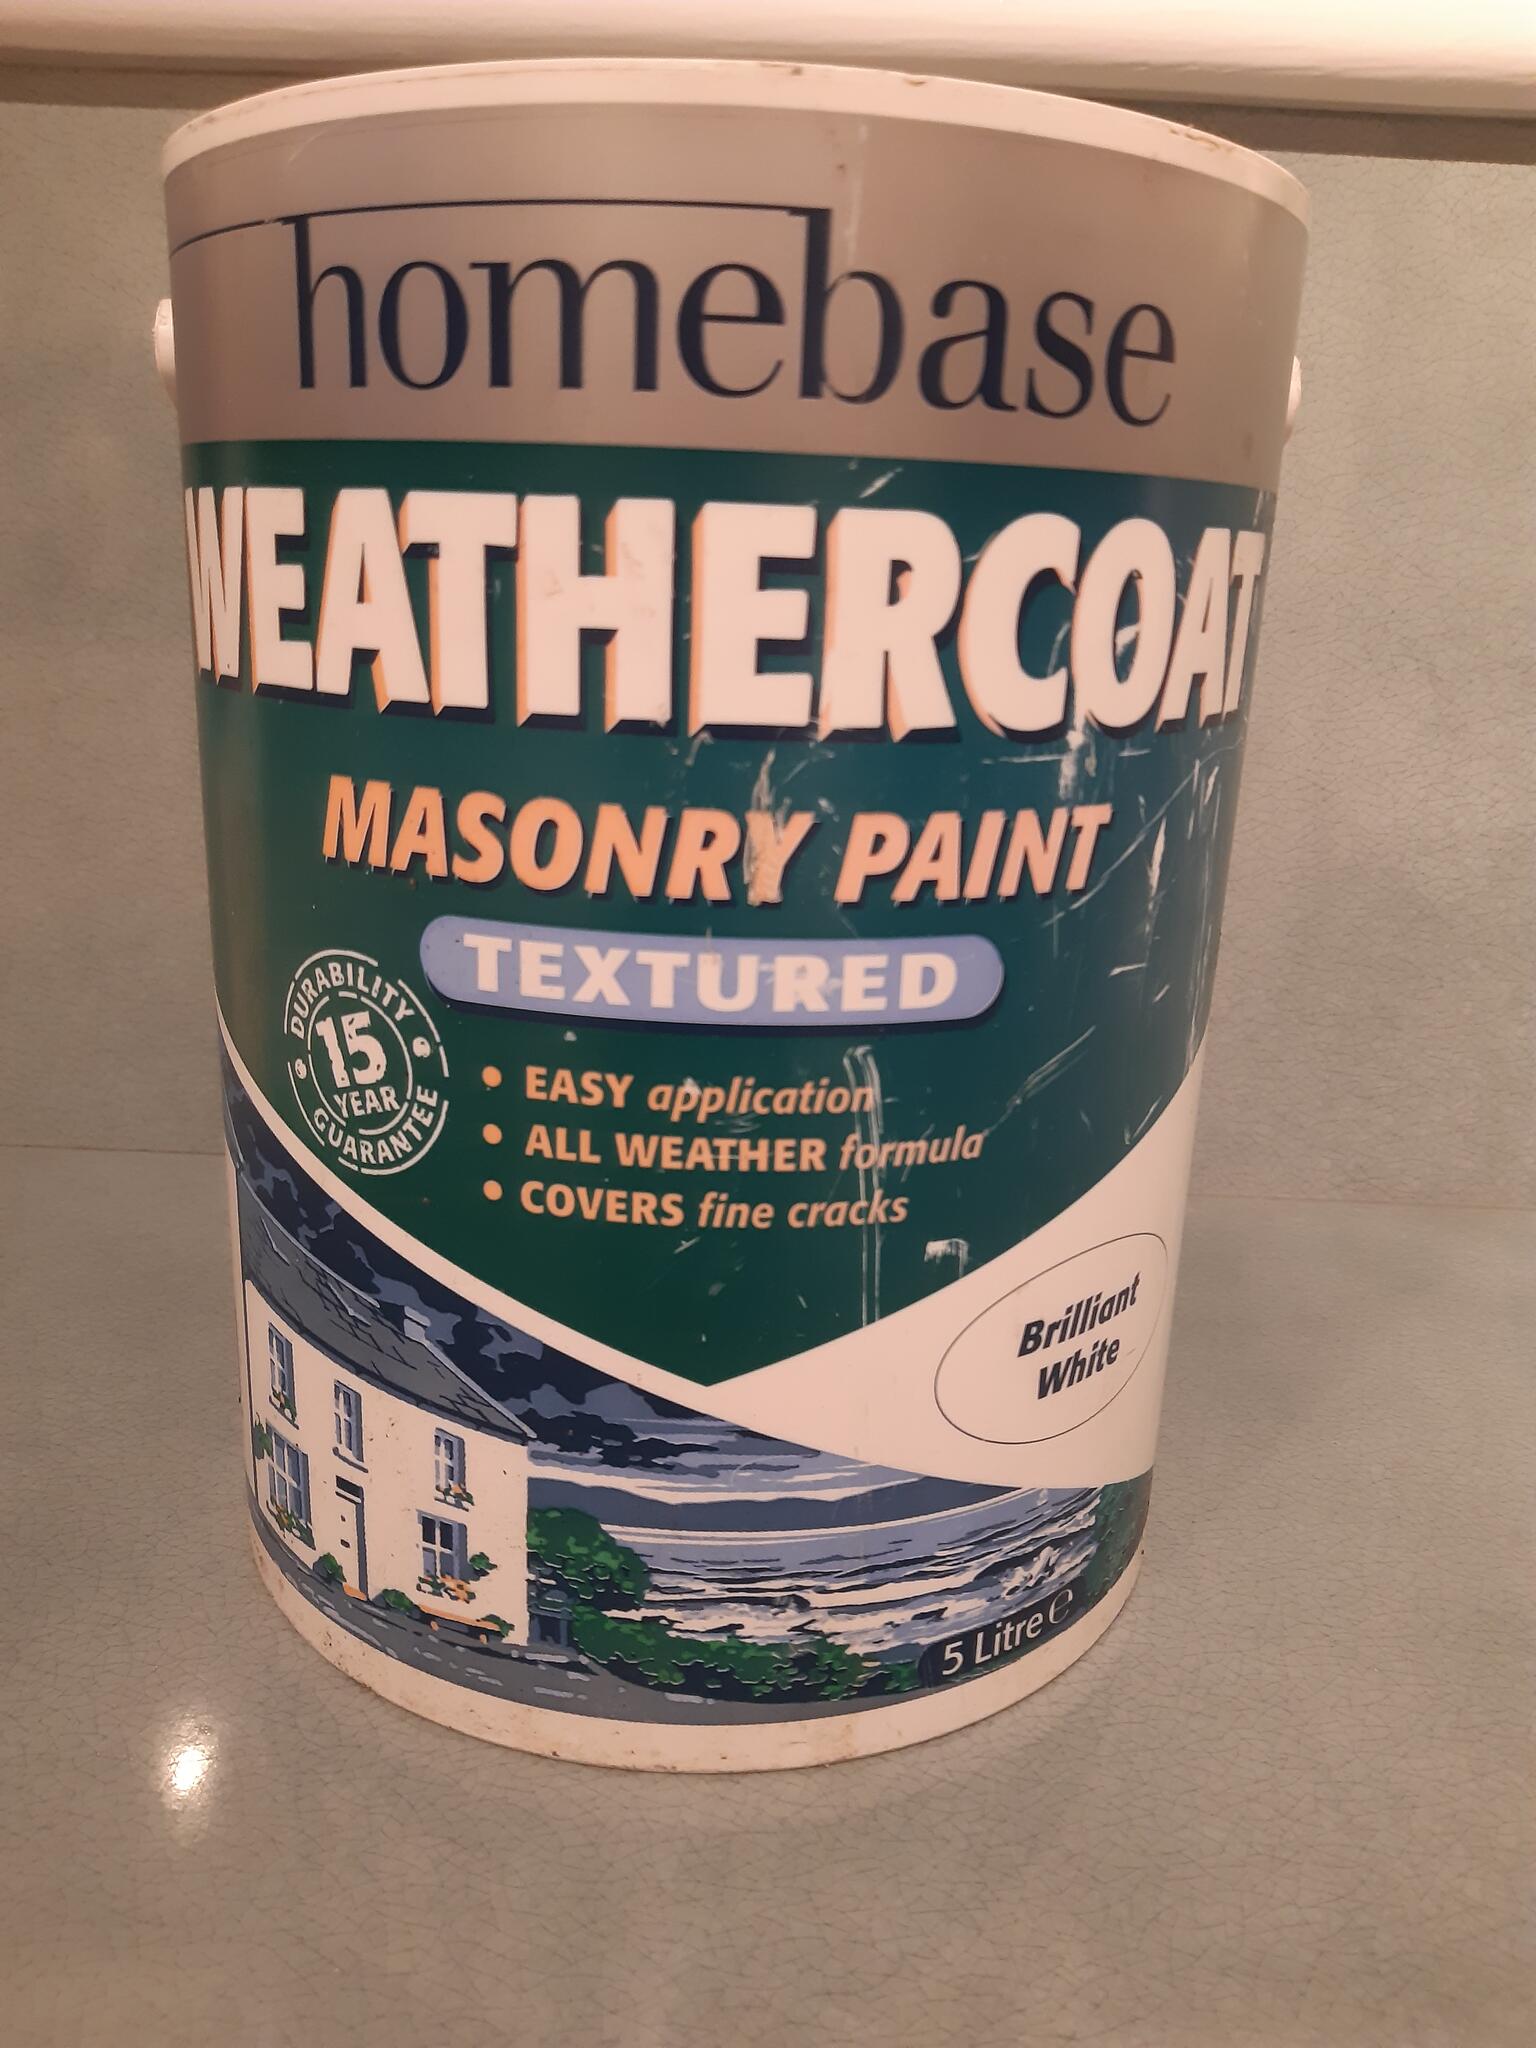 homebase
WEATHERCOAT
MASONRY PAINT
TEXTURED
DURABILITY
15
YEAR
GUARANTEE
• EASY application
• ALL WEATHER formula
• COVERS fine cracks
Brilliant
White
5 Litre ℮